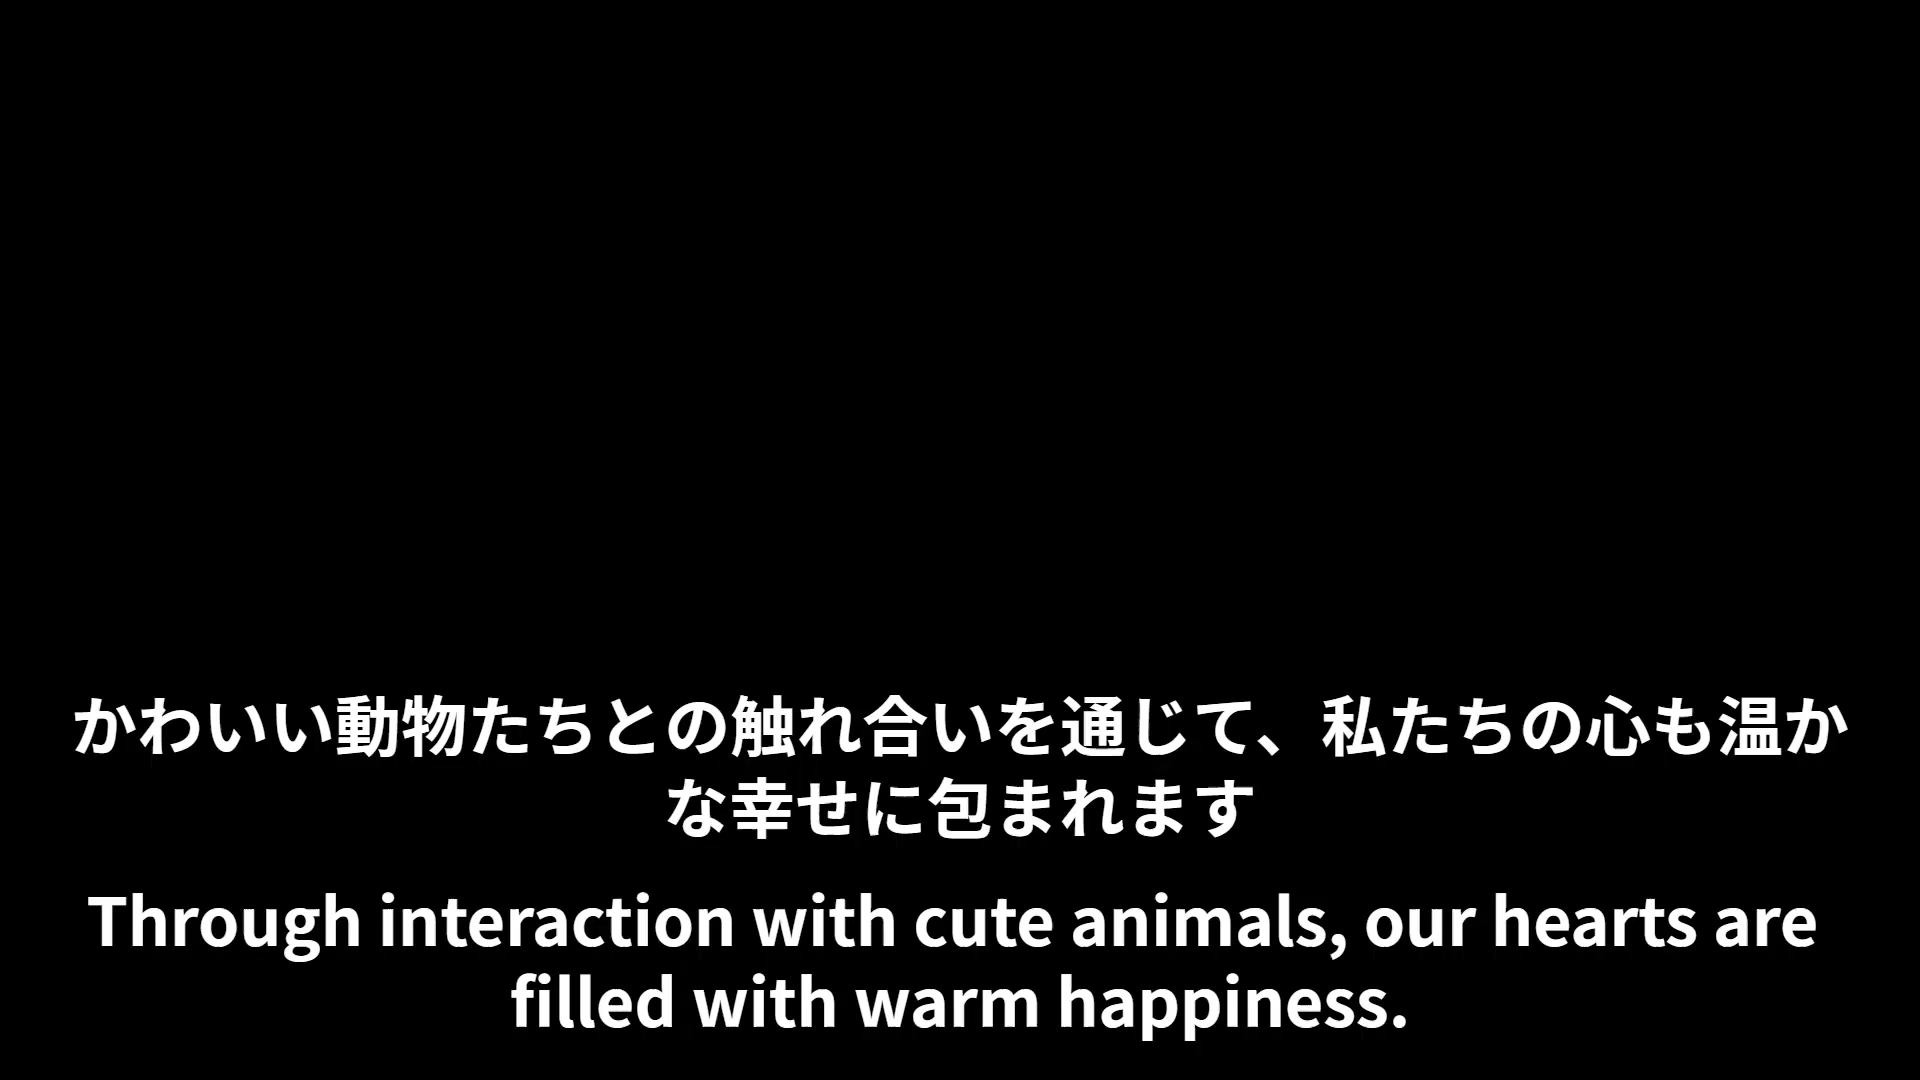 かわいい動物たちとの触れ合いを通じて、私たちの心も温か
な幸せに包まれます
Through interaction with cute animals, our hearts are
filled with warm happiness.